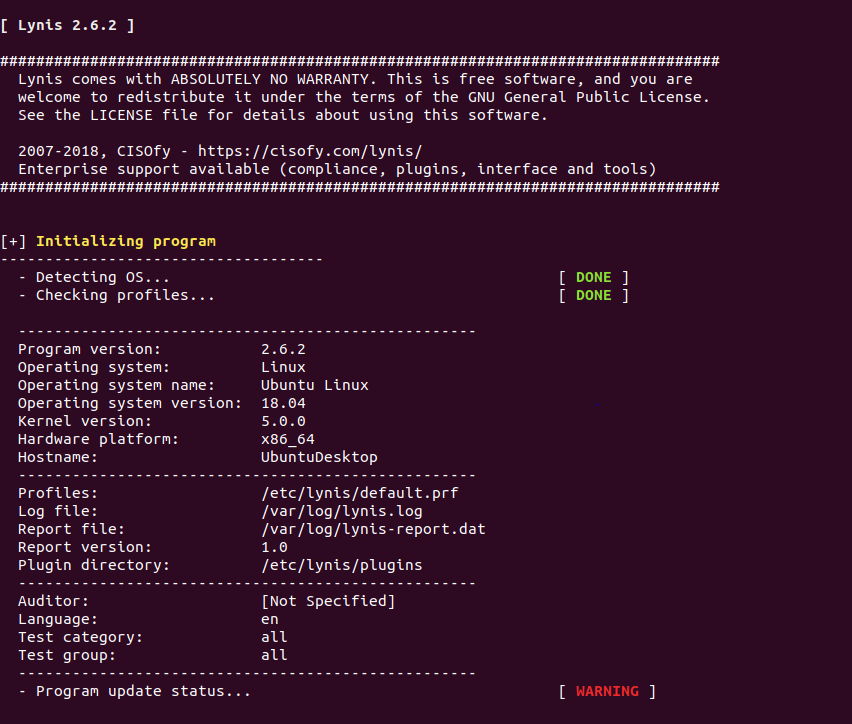 [ Lynis 2.6.2 ]
################################################################################
Lynis comes with ABSOLUTELY NO WARRANTY. This is free software, and you are
welcome to redistribute it under the terms of the GNU General Public License.
See the LICENSE file for details about using this software.
2007-2018, CISOfy - https://cisofy.com/lynis/
Enterprise support available (compliance, plugins, interface and tools)
################################################################################
[+] Initializing program
------------------------------------
- Detecting OS... [ DONE ]
- Checking profiles... [ DONE ]
---------------------------------------------------
Program version: 2.6.2
Operating system: Linux
Operating system name: Ubuntu Linux
Operating system version: 18.04
Kernel version: 5.0.0
Hardware platform: x86_64
Hostname: UbuntuDesktop
---------------------------------------------------
Profiles: /etc/lynis/default.prf
Log file: /var/log/lynis.log
Report file: /var/log/lynis-report.dat
Report version: 1.0
Plugin directory: /etc/lynis/plugins
---------------------------------------------------
Auditor: [Not Specified]
Language: en
Test category: all
Test group: all
---------------------------------------------------
- Program update status... [ WARNING ]